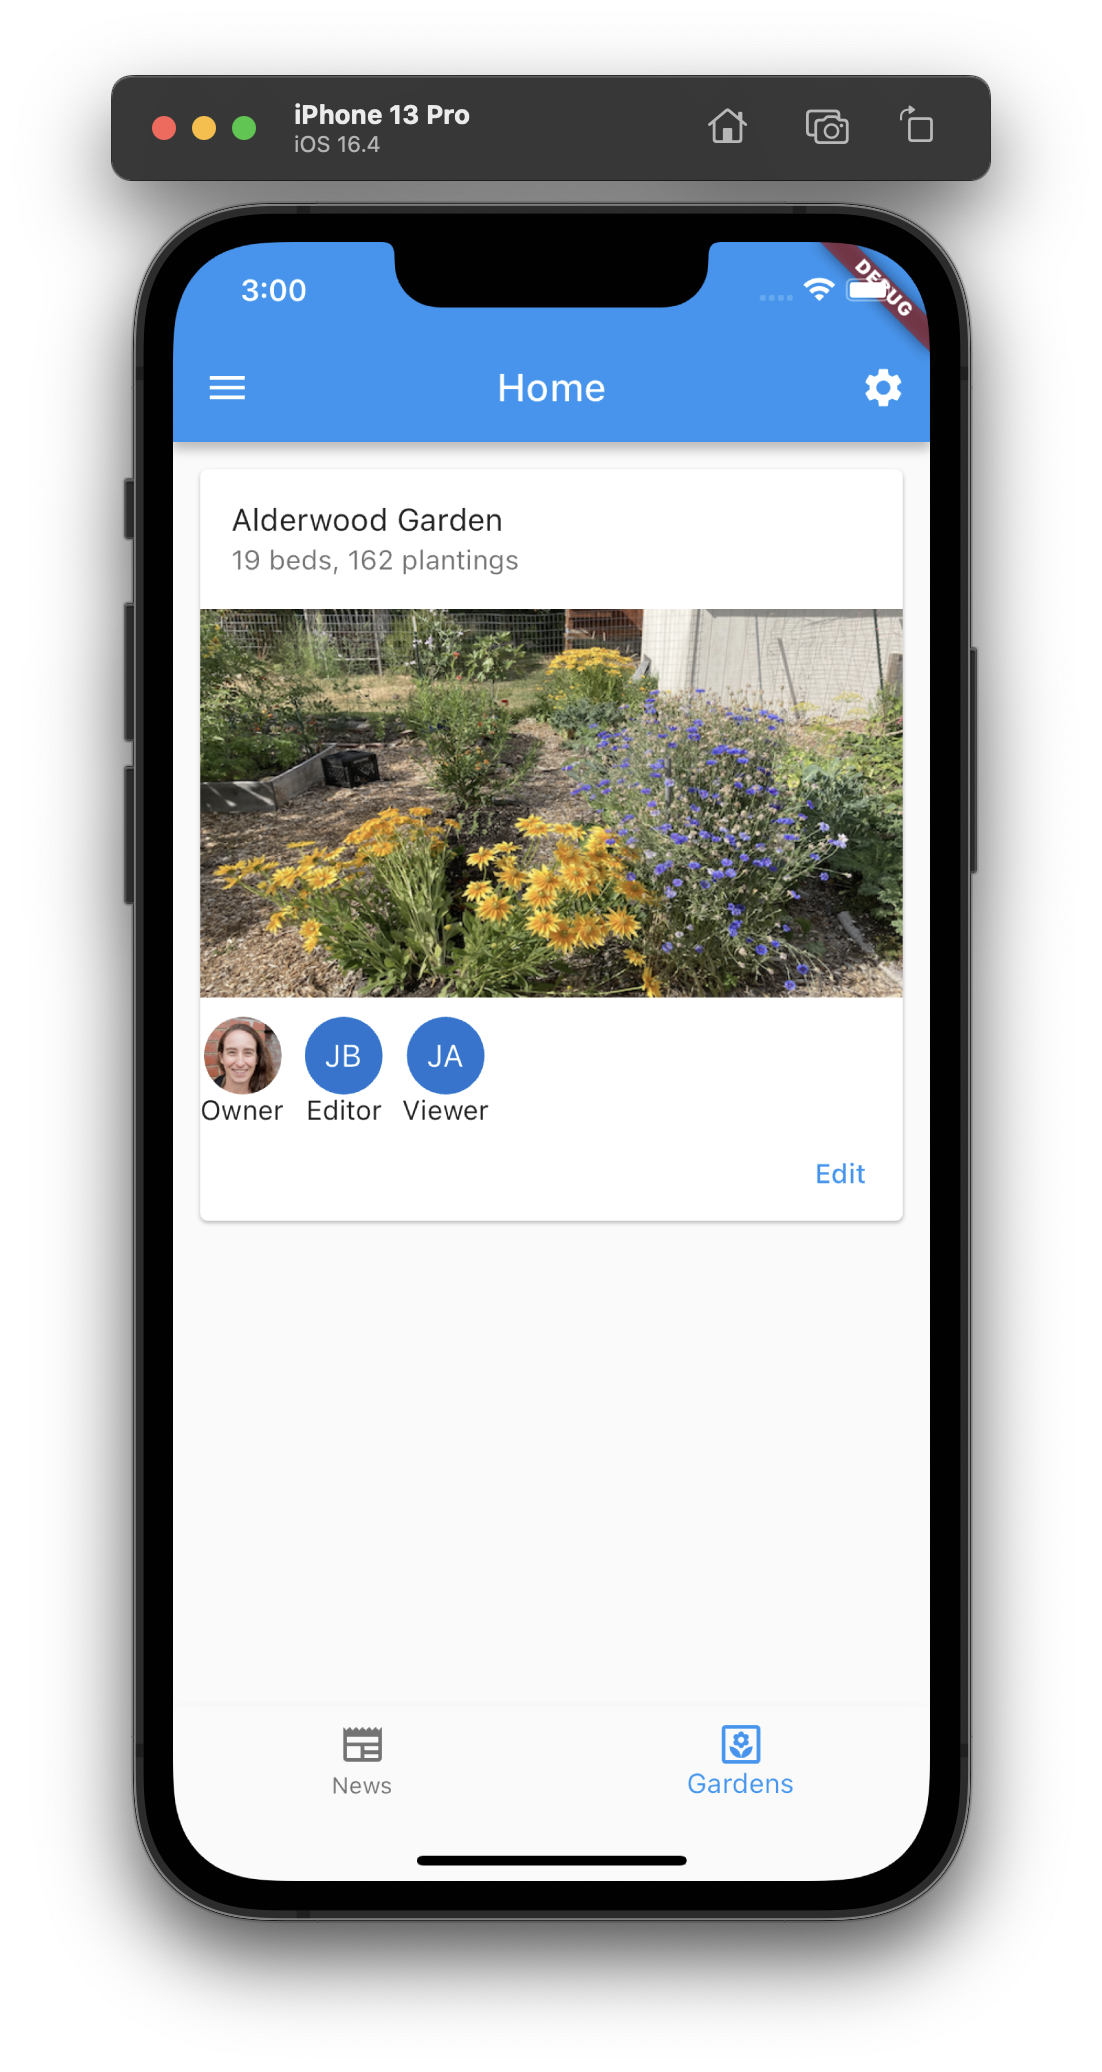 iPhone 13 Pro
iOS 16.4
3:00
DEBUG
Home
Alderwood Garden
19 beds, 162 plantings
JB
JA
Owner
Editor
Viewer
Edit
News
Gardens